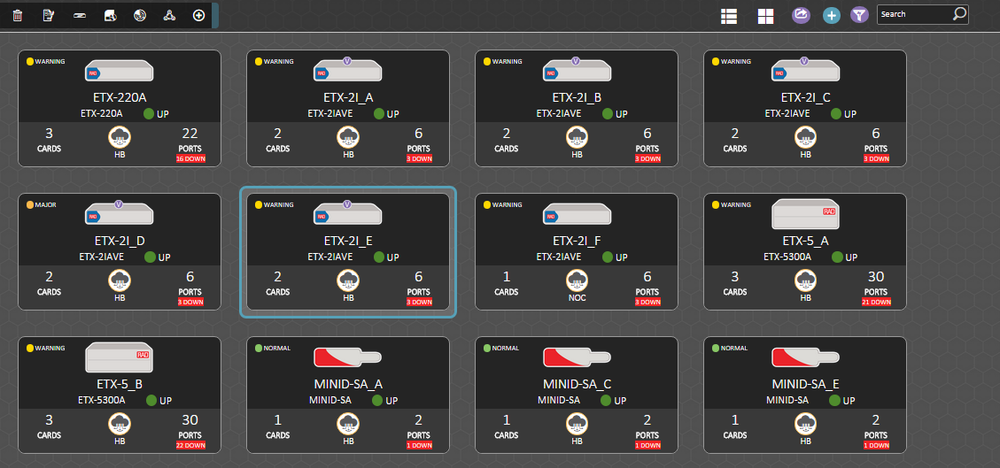 Search
WARNING
ETX-220A
ETX-220A UP
3 22
CARDS HB PORTS
16 DOWN
WARNING
V
RAD
ETX-2I_A
ETX-2IAVE UP
2 6
CARDS HB PORTS
3 DOWN
WARNING
V
RAD
ETX-2I_B
ETX-2IAVE UP
2 6
CARDS HB PORTS
3 DOWN
WARNING
V
RAD
ETX-2I_C
ETX-2IAVE UP
2 6
CARDS HB PORTS
3 DOWN
MAJOR
V
RAD
ETX-2I_D
ETX-2IAVE UP
2 6
CARDS HB PORTS
3 DOWN
WARNING
V
RAD
ETX-2I_E
ETX-2IAVE UP
2 6
CARDS HB PORTS
3 DOWN
WARNING
RAD
ETX-2I_F
ETX-2IAVE UP
1 6
CARDS NOC PORTS
3 DOWN
WARNING
RAD
ETX-5_A
ETX-5300A UP
3 30
CARDS HB PORTS
21 DOWN
WARNING
RAD
ETX-5_B
ETX-5300A UP
3 30
CARDS HB PORTS
22 DOWN
NORMAL
MINID-SA_A
MINID-SA UP
1 2
CARDS HB PORTS
1 DOWN
NORMAL
MINID-SA_C
MINID-SA UP
1 2
CARDS HB PORTS
1 DOWN
NORMAL
MINID-SA_E
MINID-SA UP
1 2
CARDS HB PORTS
1 DOWN